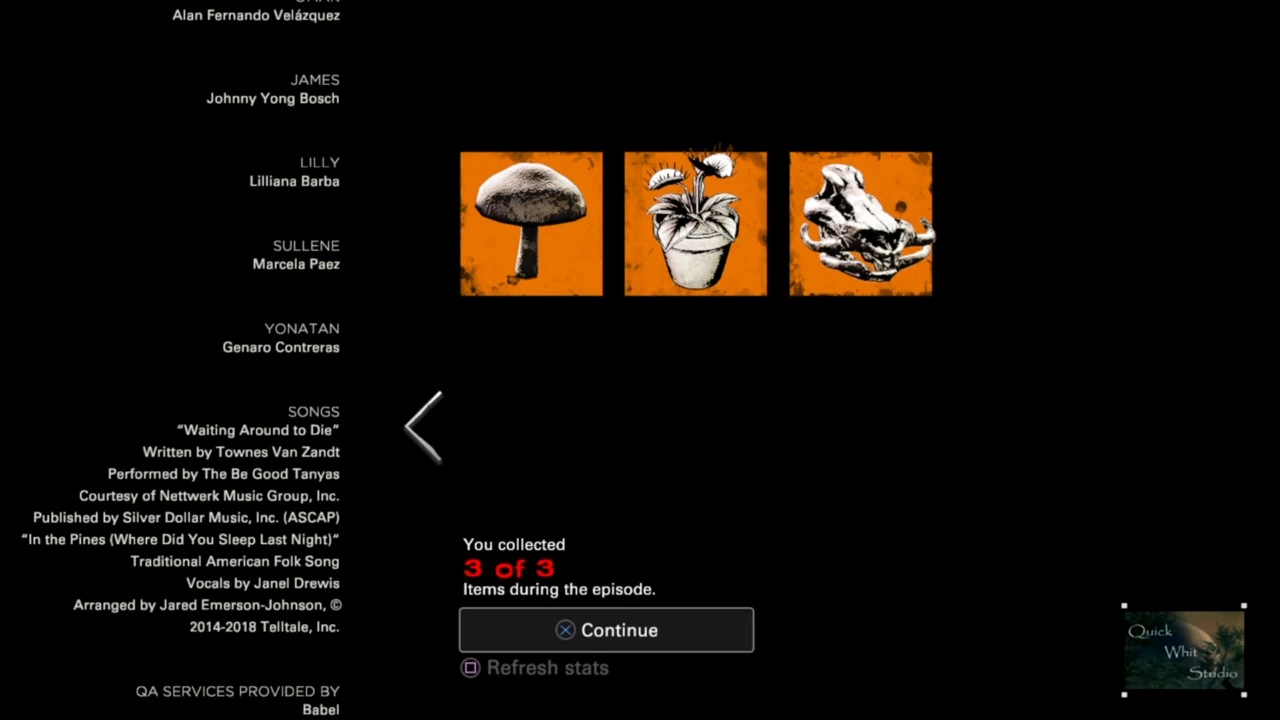 Alan Fernando Velázquez
JAMES
Johnny Yong Bosch
LILLY
Lilliana Barba
SULLENE
Marcela Paez
YONATAN
Genaro Contreras
SONGS
“Waiting Around to Die”
Written by Townes Van Zandt
Performed by The Be Good Tanyas
Courtesy of Nettwerk Music Group, Inc.
Published by Silver Dollar Music, Inc. (ASCAP)
“In the Pines (Where Did You Sleep Last Night)“
Traditional American Folk Song
Vocals by Janel Drewis
Arranged by Jared Emerson-Johnson, ©
2014-2018 Telltale, Inc.
QA SERVICES PROVIDED BY
Babel
You collected
3 of 3
Items during the episode.
Continue
Refresh stats
Quick
Whit
Studio